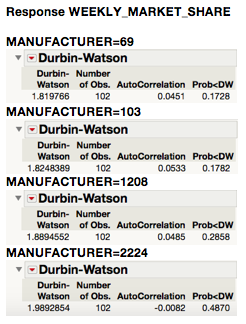 Response WEEKLY_MARKET_SHARE
MANUFACTURER=69
Durbin-Watson
Durbin- Number
Watson of Obs. AutoCorrelation Prob<DW
1.819766 102 0.0451 0.1728
MANUFACTURER=103
Durbin-Watson
Durbin- Number
Watson of Obs. AutoCorrelation Prob<DW
1.8248389 102 0.0533 0.1782
MANUFACTURER=1208
Durbin-Watson
Durbin- Number
Watson of Obs. AutoCorrelation Prob<DW
1.8894552 102 0.0485 0.2858
MANUFACTURER=2224
Durbin-Watson
Durbin- Number
Watson of Obs. AutoCorrelation Prob<DW
1.9892854 102 -0.0082 0.4870